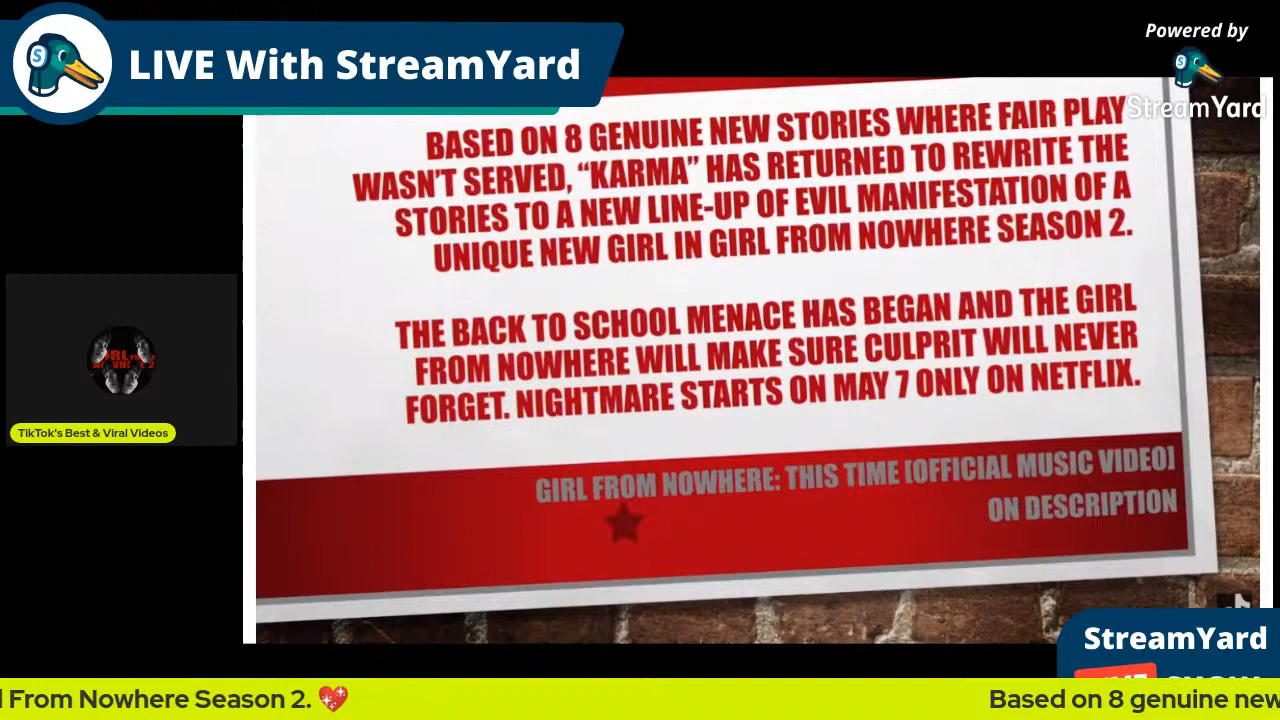 LIVE With StreamYard
Powered by
StreamYard
BASED ON 8 GENUINE NEW STORIES WHERE FAIR PLAY
WASN'T SERVED, “KARMA” HAS RETURNED TO REWRITE THE
STORIES TO A NEW LINE-UP OF EVIL MANIFESTATION OF A
UNIQUE NEW GIRL IN GIRL FROM NOWHERE SEASON 2.
THE BACK TO SCHOOL MENACE HAS BEGAN AND THE GIRL
FROM NOWHERE WILL MAKE SURE CULPRIT WILL NEVER
FORGET. NIGHTMARE STARTS ON MAY 7 ONLY ON NETFLIX.
GIRL FROM NOWHERE: THIS TIME [OFFICIAL MUSIC VIDEO]
ON DESCRIPTION
TikTok's Best & Viral Videos
StreamYard
From Nowhere Season 2. 💖
Based on 8 genuine new